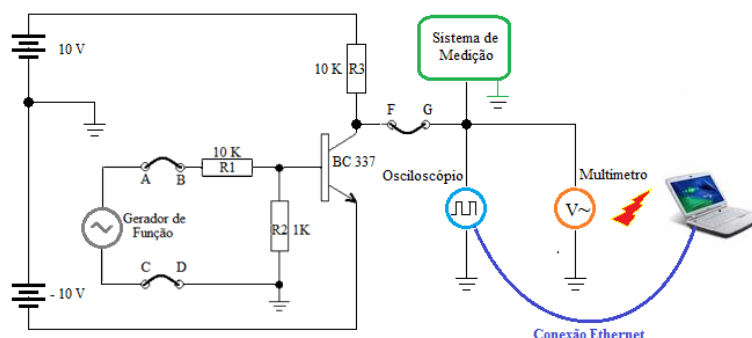 Sistema de
Medição
10 V
10 K
R3
F
G
10 K
R1
A
B
BC 337
Osciloscópio
Multímetro
V~
Gerador de
Função
R2
1K
C
D
- 10 V
Conexão Ethernet